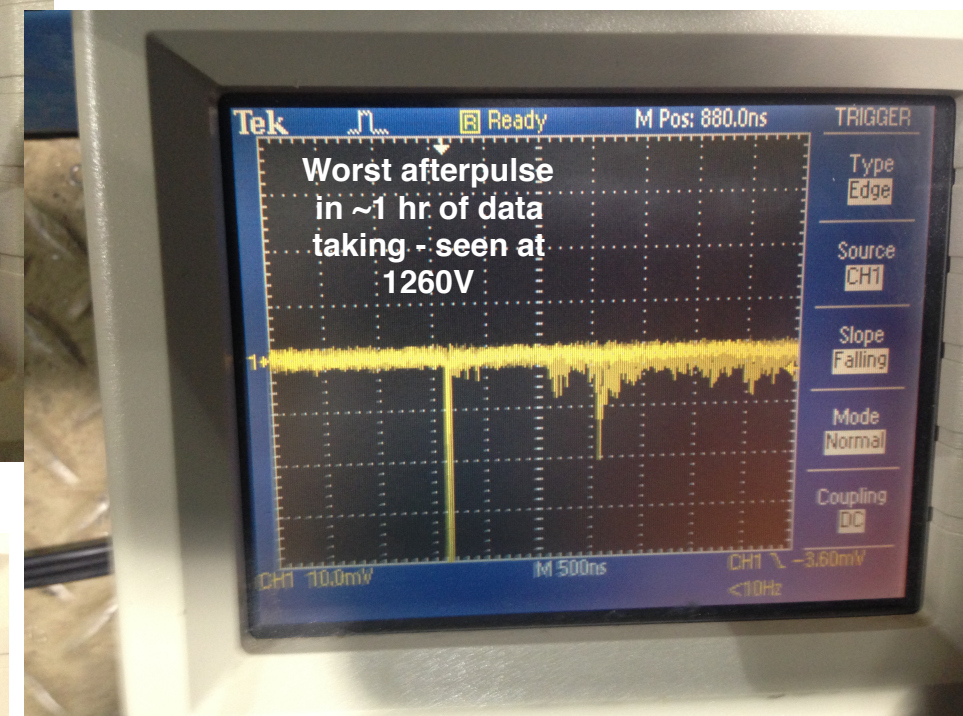 Tek
R Ready
M Pos: 880.0ns
TRIGGER
Worst afterpulse
in ~1 hr of data
taking - seen at
1260V
Type
Edge
Source
CH1
Slope
Falling
Mode
Normal
Coupling
DC
1
CH1 10.0mV
M 500ns
CH1 \ -3.60mV
<10Hz